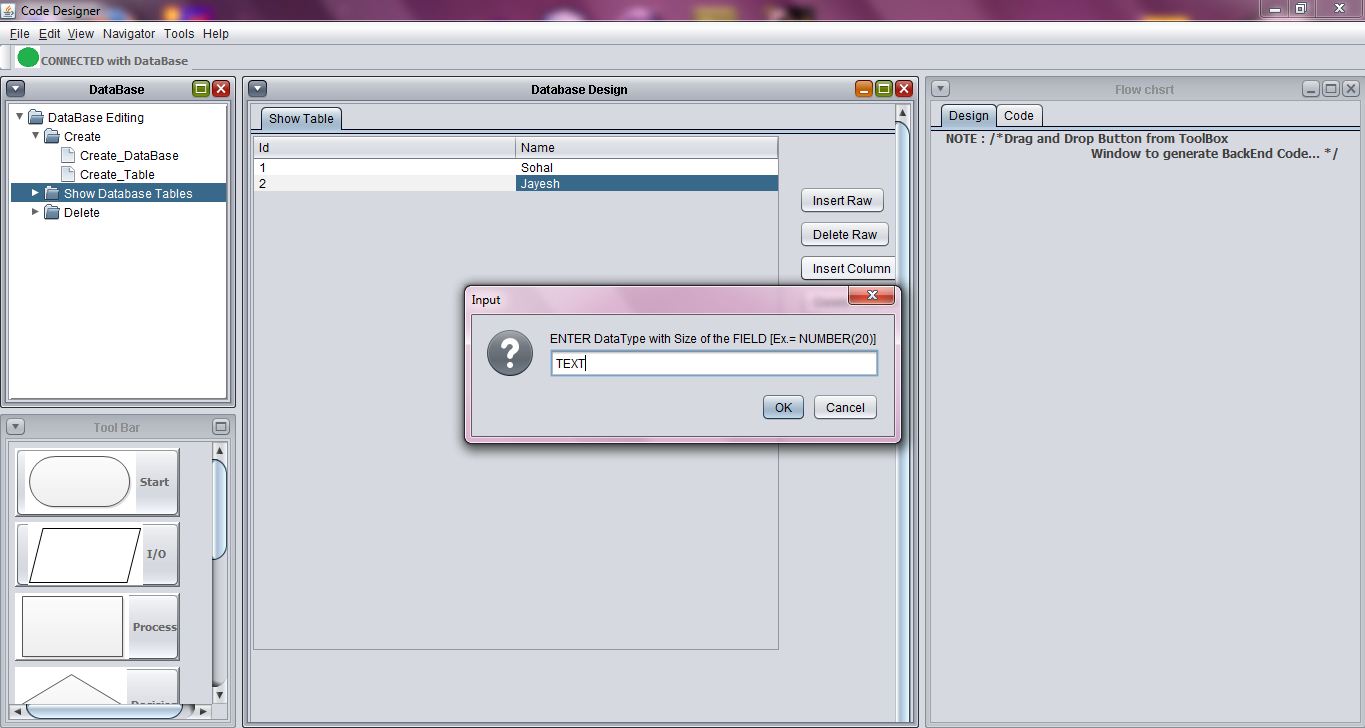 Code Designer
File Edit View Navigator Tools Help
CONNECTED with DataBase
DataBase
DataBase Editing
Create
Create_DataBase
Create_Table
Show Database Tables
Delete
Tool Bar
Start
I/O
Process
Database Design
Show Table
Id Name
1 Sohal
2 Jayesh
Insert Raw
Delete Raw
Insert Column
Input
ENTER DataType with Size of the FIELD [Ex.= NUMBER(20)]
TEXT
OK Cancel
Flow chsrt
Design Code
NOTE : /*Drag and Drop Button from ToolBox
Window to generate BackEnd Code... */